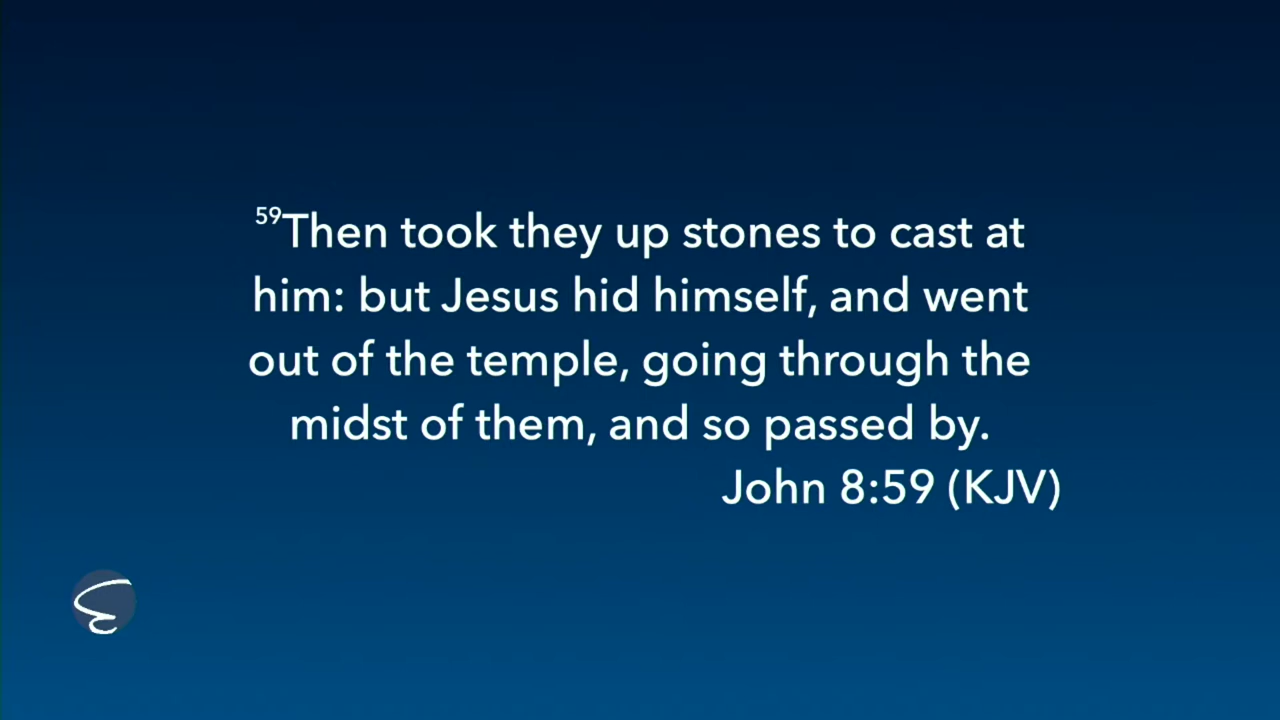 ⁵⁹Then took they up stones to cast at
him: but Jesus hid himself, and went
out of the temple, going through the
midst of them, and so passed by.
John 8:59 (KJV)